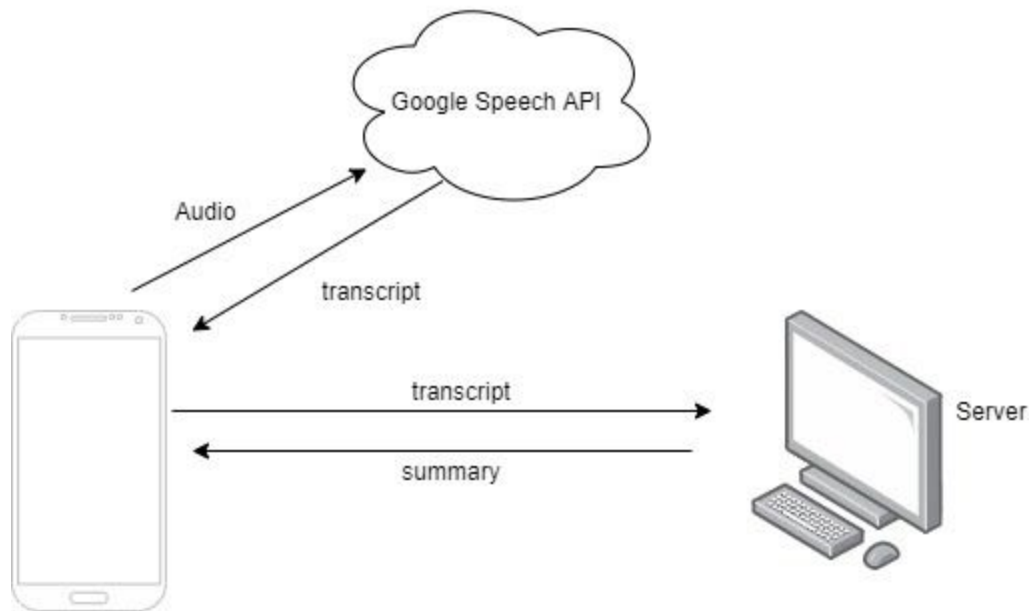 Google Speech API
Audio
transcript
transcript
Server
summary